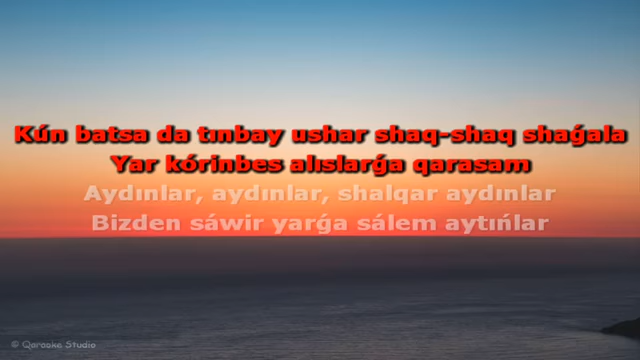 Kún batsa da tınbay ushar shaq-shaq shaǵala
Yar kórinbes alıslarǵa qarasam
Aydınlar, aydınlar, shalqar aydınlar
Bizden sáwir yarǵa sálem aytıńlar
© Qaraoke Studio